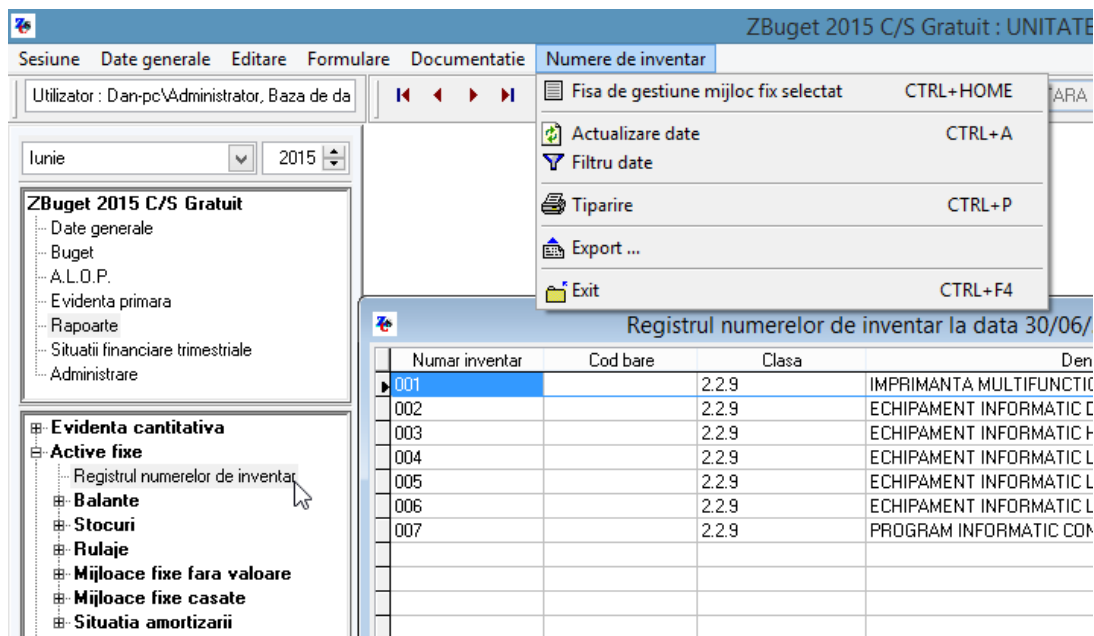 ZBuget 2015 C/S Gratuit : UNITATE
Sesiune Date generale Editare Formulare Documentatie Numere de inventar
Utilizator : Dan-pc\Administrator, Baza de da
Fisa de gestiune mijloc fix selectat CTRL+HOME
ARA
Actualizare date CTRL+A
Filtru date
Tiparire CTRL+P
Export ...
Exit CTRL+F4
Iunie 2015
ZBuget 2015 C/S Gratuit
Date generale
Buget
A.L.O.P.
Evidenta primara
Rapoarte
Situatii financiare trimestriale
Administrare
Evidenta cantitativa
Active fixe
Registrul numerelor de inventar
Balante
Stocuri
Rulaje
Mijloace fixe fara valoare
Mijloace fixe casate
Situatia amortizarii
Registrul numerelor de inventar la data 30/06/
Numar inventar Cod bare Clasa Den
001 2.2.9 IMPRIMANTA MULTIFUNCTIO
002 2.2.9 ECHIPAMENT INFORMATIC D
003 2.2.9 ECHIPAMENT INFORMATIC H
004 2.2.9 ECHIPAMENT INFORMATIC L
005 2.2.9 ECHIPAMENT INFORMATIC L
006 2.2.9 ECHIPAMENT INFORMATIC L
007 2.2.9 PROGRAM INFORMATIC CON